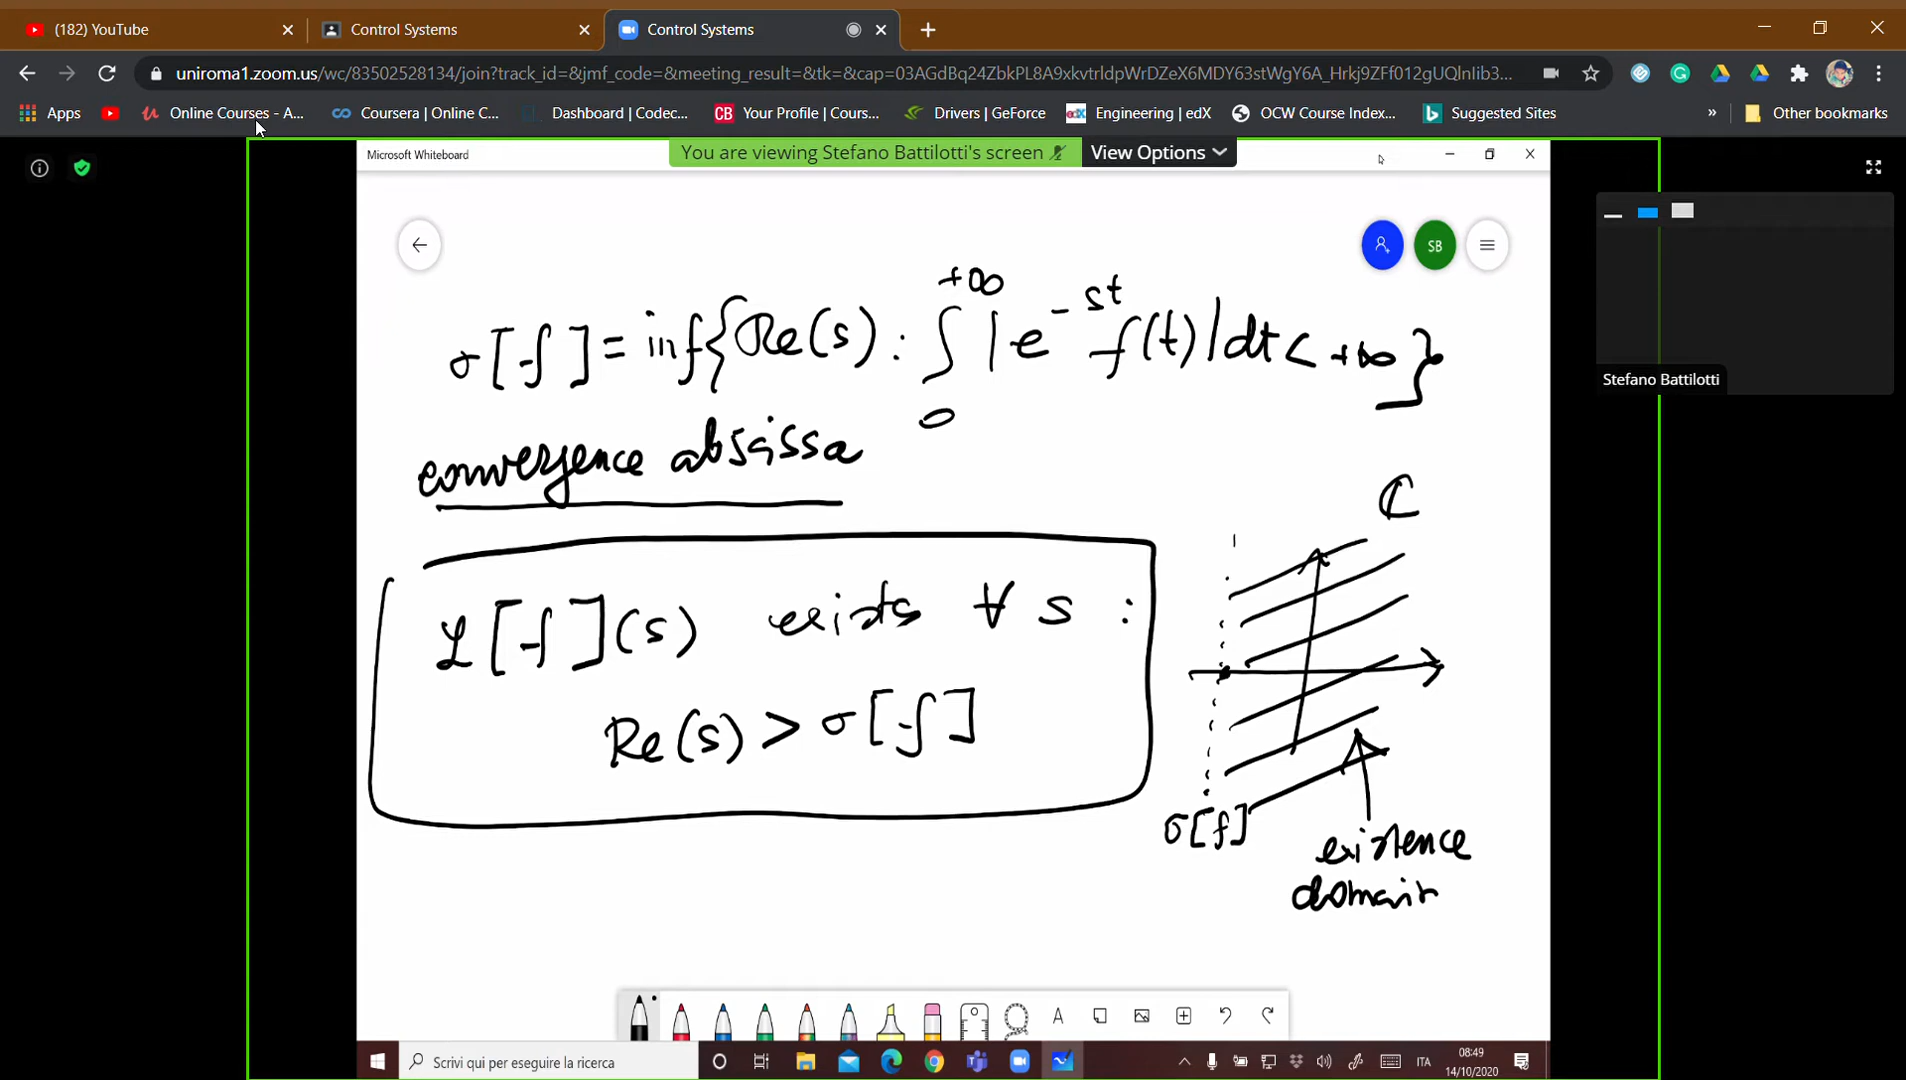 (182) YouTube
Control Systems
Control Systems
uniroma1.zoom.us/wc/83502528134/join?track_id=&jmf_code=&meeting_result=&tk=&cap=03AGdBq24ZbkPL8A9xkvtrldpWrDZeX6MDY63stWgY6A_Hrkj9ZFf012gUQlnIib3...
Apps
Online Courses - A...
Coursera | Online C...
Dashboard | Codec...
CB Your Profile | Cours...
Drivers | GeForce
edX Engineering | edX
OCW Course Index...
Suggested Sites
»
Other bookmarks
Microsoft Whiteboard
You are viewing Stefano Battilotti's screen
View Options
SB
Stefano Battilotti
σ[f] = inf{Re(s) : ∫₀^{+∞} |e^{-st} f(t)| dt < +∞}
convergence abscissa
ℂ
ℒ[f](s) exists ∀ s :
Re(s) > σ[f]
σ[f]
existence
domain
Scrivi qui per eseguire la ricerca
ITA
08:49
14/10/2020